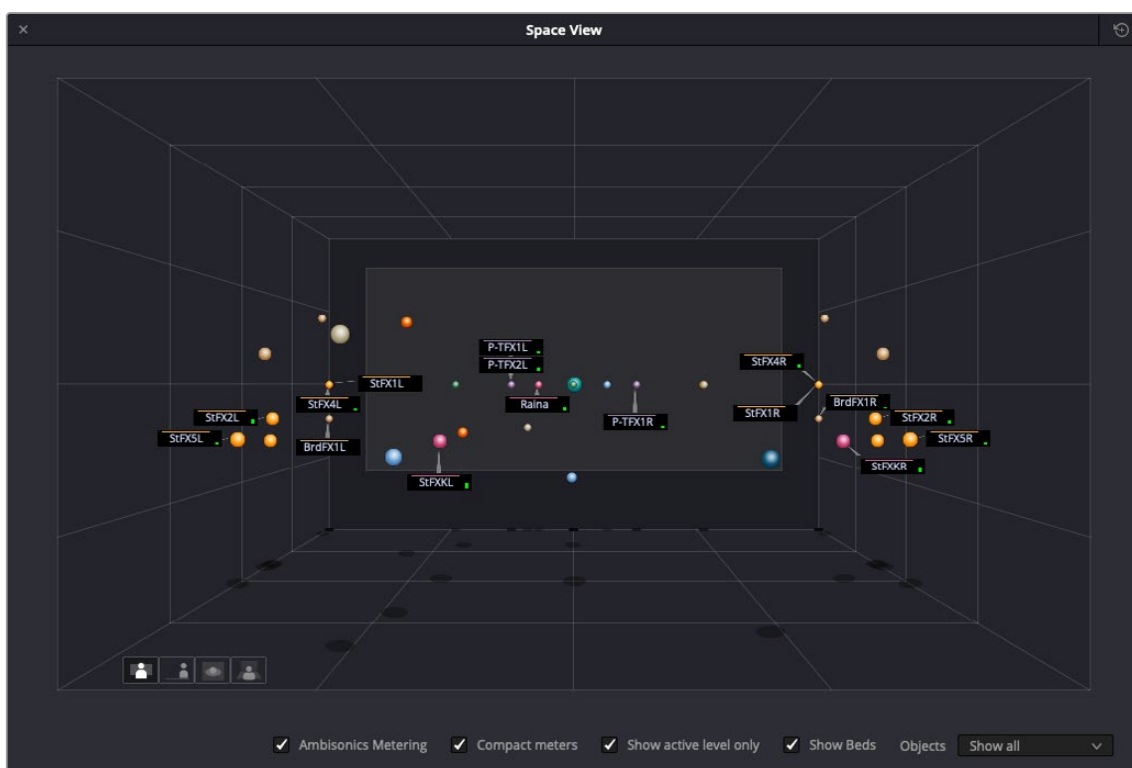 Space View
P-TFX1L
P-TFX2L
StFX4R
StFX1L
StFX4L
Raina
BrdFX1R
StFX1R
StFX2L
P-TFX1R
StFX2R
StFX5L
StFX5R
BrdFX1L
StFXKR
StFXKL
Ambisonics Metering
Compact meters
Show active level only
Show Beds
Objects
Show all